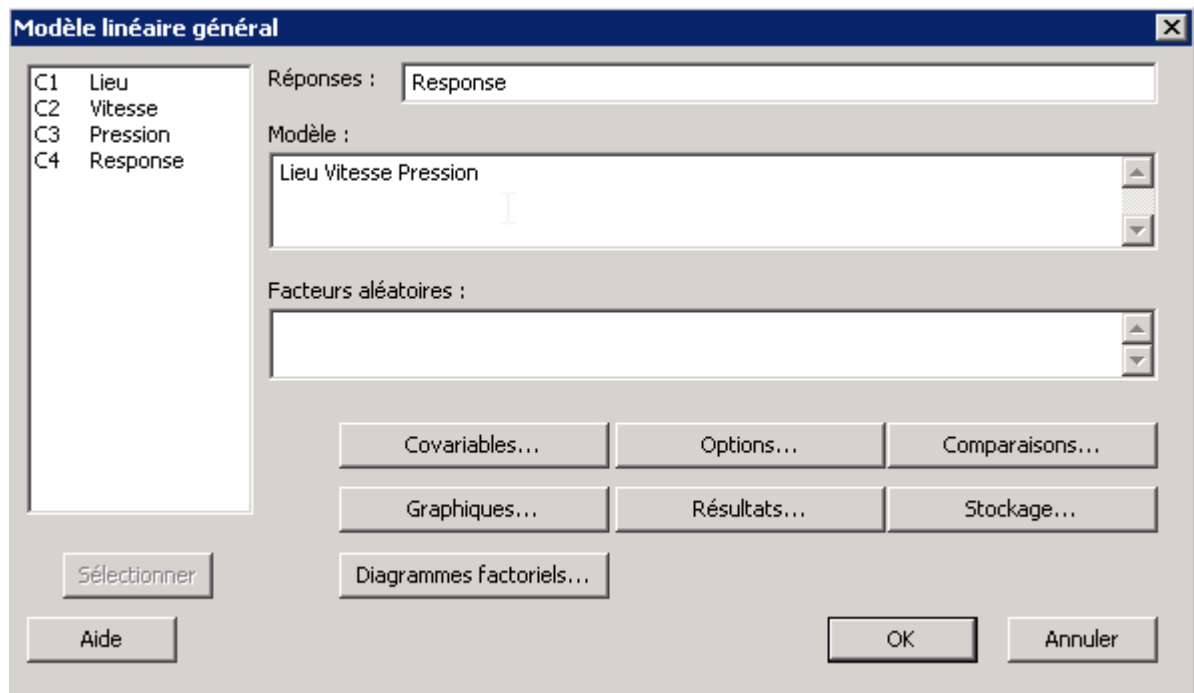 Modèle linéaire général
C1 Lieu
C2 Vitesse
C3 Pression
C4 Response
Réponses : Response
Modèle :
Lieu Vitesse Pression
Facteurs aléatoires :
Covariables... Options... Comparaisons...
Graphiques... Résultats... Stockage...
Sélectionner Diagrammes factoriels...
Aide OK Annuler